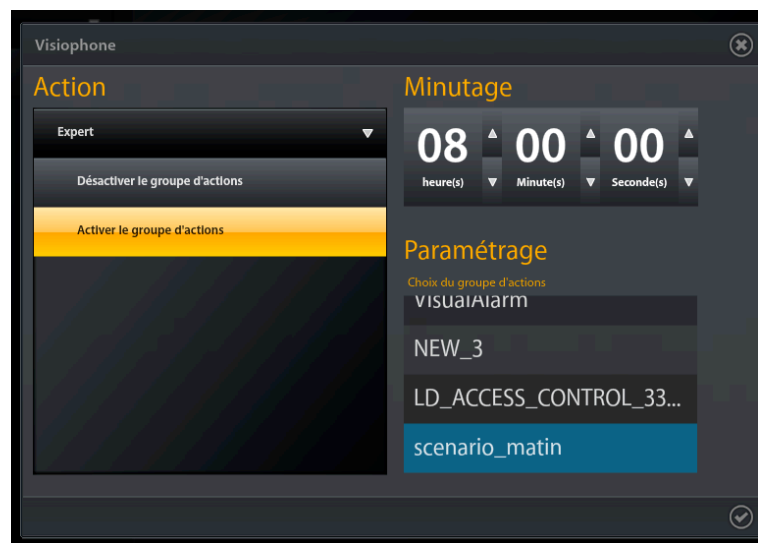 Visiophone
Action
Expert
Désactiver le groupe d'actions
Activer le groupe d'actions
Minutage
08 00 00
heure(s) Minute(s) Seconde(s)
Paramétrage
Choix du groupe d'actions
VisualAlarm
NEW_3
LD_ACCESS_CONTROL_33...
scenario_matin